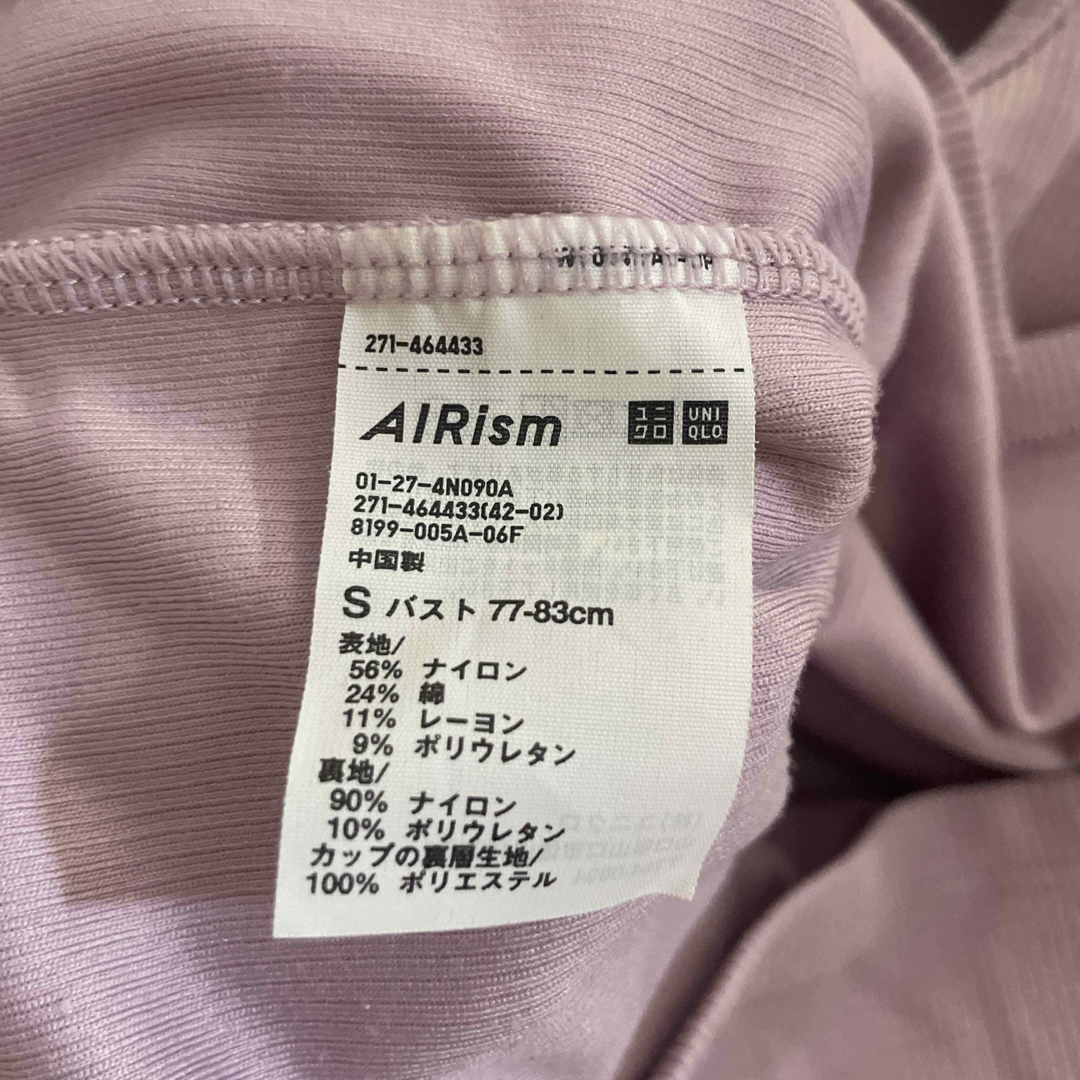 271-464433
AIRism ユニクロ UNIQLO
01-27-4N090A
271-464433(42-02)
8199-005A-06F
中国製
S バスト 77-83cm
表地/
56% ナイロン
24% 綿
11% レーヨン
9% ポリウレタン
裏地/
90% ナイロン
10% ポリウレタン
カップの裏層生地/
100% ポリエステル